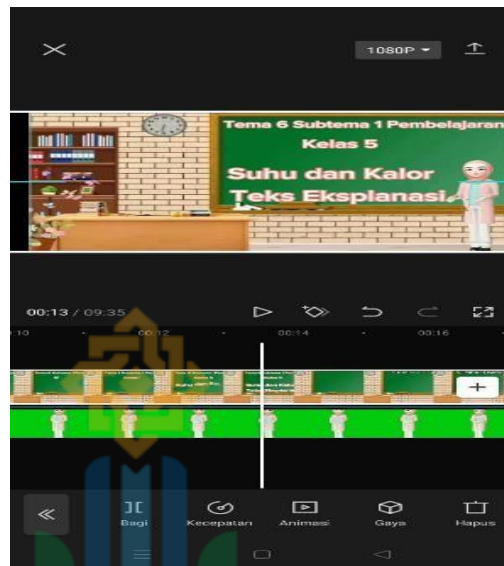 1080P
Tema 6 Subtema 1 Pembelajaran
Kelas 5
Suhu dan Kalor
Teks Eksplanasi
00:13 / 09:35
:10 00:12 00:14 00:16
Bagi Kecepatan Animasi Gaya Hapus